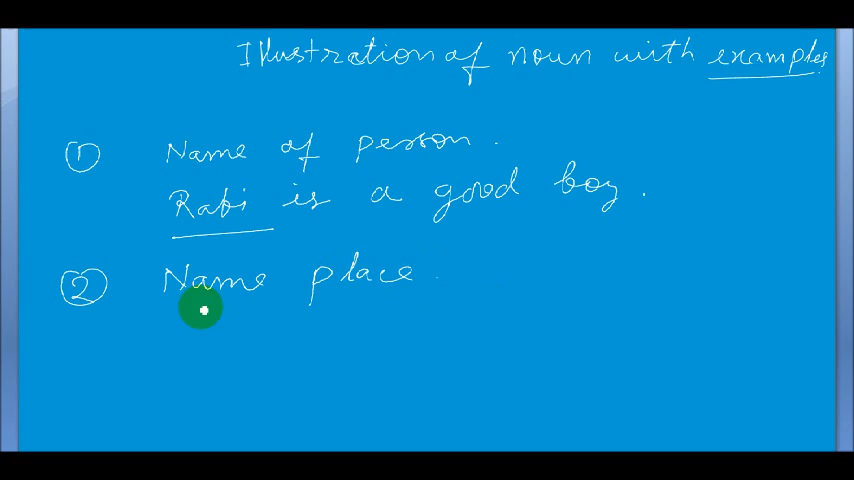 Illustration of noun with examples.
① Name of person.
Rabi is a good boy.
② Name place.